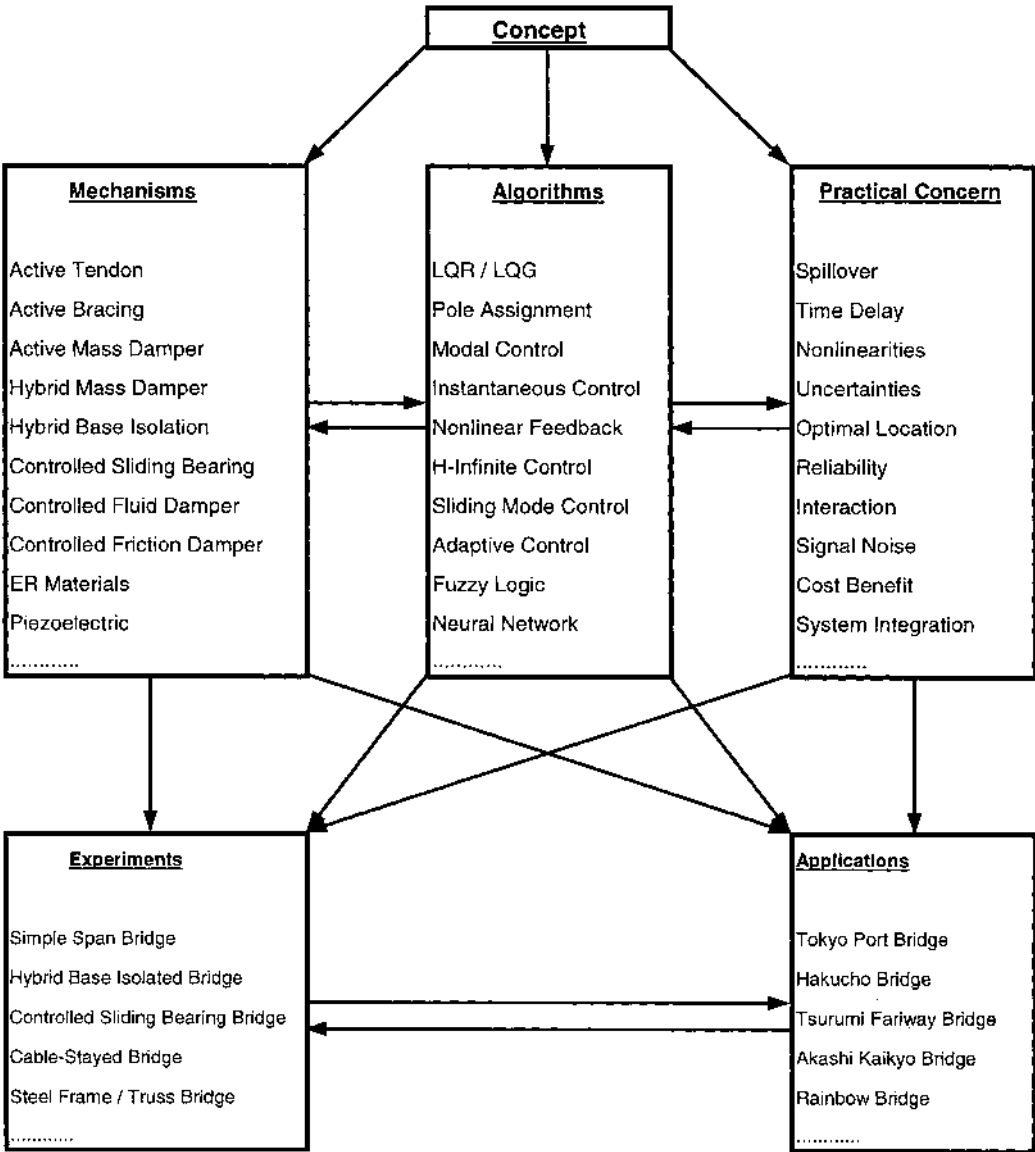 Concept
Mechanisms
Active Tendon
Active Bracing
Active Mass Damper
Hybrid Mass Damper
Hybrid Base Isolation
Controlled Sliding Bearing
Controlled Fluid Damper
Controlled Friction Damper
ER Materials
Piezoelectric
............
Algorithms
LQR / LQG
Pole Assignment
Modal Control
Instantaneous Control
Nonlinear Feedback
H-Infinite Control
Sliding Mode Control
Adaptive Control
Fuzzy Logic
Neural Network
............
Practical Concern
Spillover
Time Delay
Nonlinearities
Uncertainties
Optimal Location
Reliability
Interaction
Signal Noise
Cost Benefit
System Integration
............
Experiments
Simple Span Bridge
Hybrid Base Isolated Bridge
Controlled Sliding Bearing Bridge
Cable-Stayed Bridge
Steel Frame / Truss Bridge
............
Applications
Tokyo Port Bridge
Hakucho Bridge
Tsurumi Fariway Bridge
Akashi Kaikyo Bridge
Rainbow Bridge
............